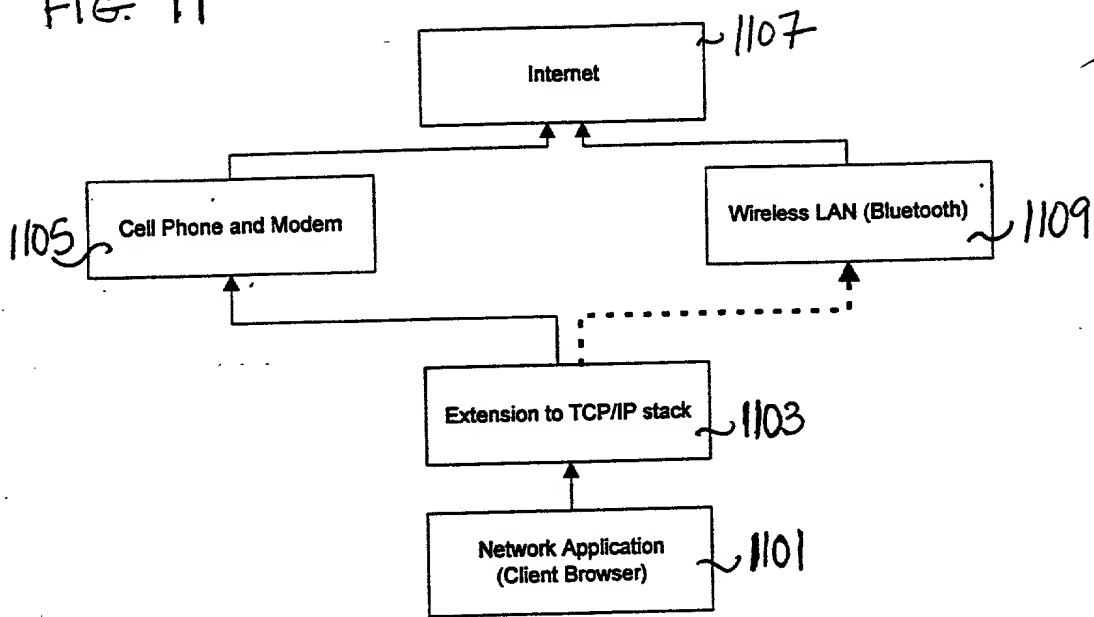 FIG. 11
Internet
1107
Cell Phone and Modem
1105
Wireless LAN (Bluetooth)
1109
Extension to TCP/IP stack
1103
Network Application
(Client Browser)
1101